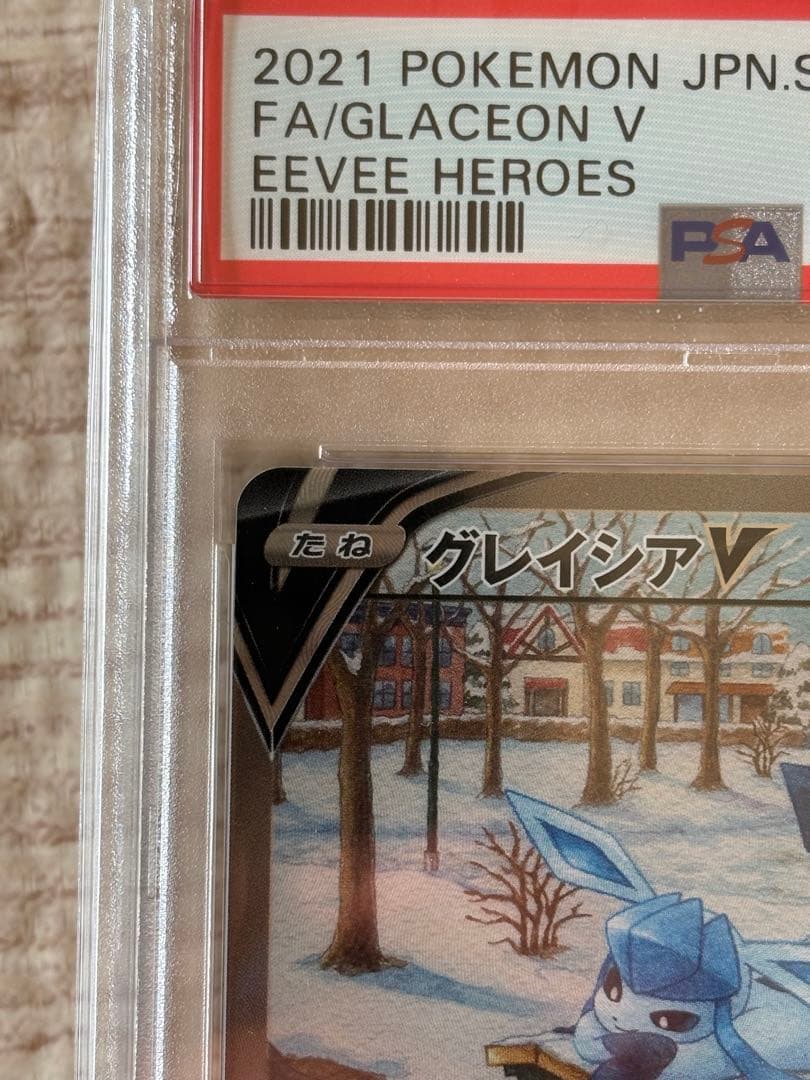 2021 POKEMON JPN.S
FA/GLACEON V
EEVEE HEROES
PSA
たね
グレイシアV